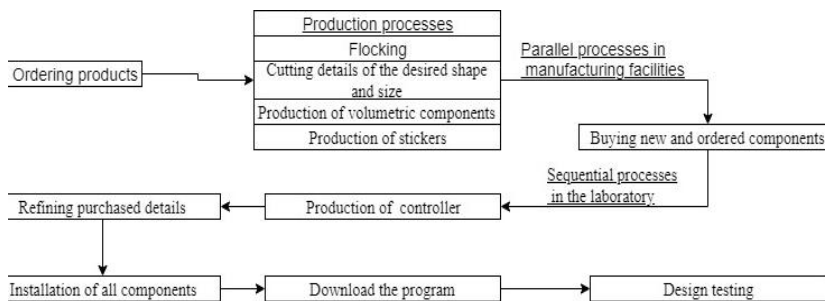 Production processes
Flocking
Ordering products
Cutting details of the desired shape
and size
Production of volumetric components
Production of stickers
Parallel processes in
manufacturing facilities
Buying new and ordered components
Sequential processes
in the laboratory
Refining purchased details
Production of controller
Installation of all components
Download the program
Design testing